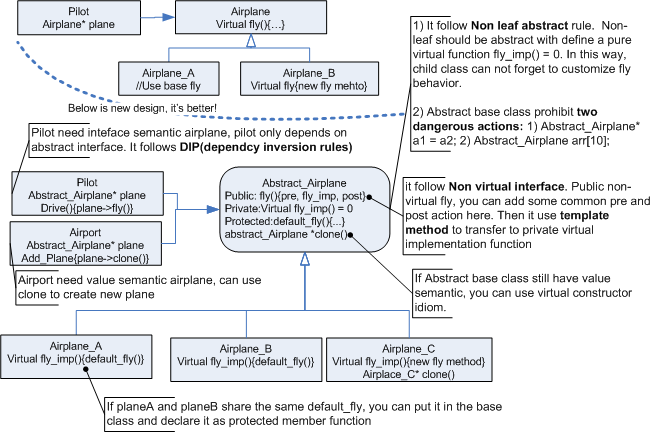 Pilot
Airplane* plane
Airplane
Virtual fly(){...}
Airplane_A
//Use base fly
Airplane_B
Virtual fly{new fly mehto}
Below is new design, it's better!
1) It follow Non leaf abstract rule. Non-
leaf should be abstract with define a pure
virtual function fly_imp() = 0. In this way,
child class can not forget to customize fly
behavior.
2) Abstract base class prohibit two
dangerous actions: 1) Abstract_Airplane*
a1 = a2; 2) Abstract_Airplane arr[10];
Pilot need inteface semantic airplane, pilot only depends on
abstract interface. It follows DIP(dependcy inversion rules)
Pilot
Abstract_Airplane* plane
Drive(){plane->fly()}
Airport
Abstract_Airplane* plane
Add_Plane{plane->clone()}
Abstract_Airplane
Public: fly(){pre, fly_imp, post}
Private:Virtual fly_imp() = 0
Protected:default_fly(){...}
abstract_Airplane *clone()
it follow Non virtual interface. Public non-
virtual fly, you can add some common pre and
post action here. Then it use template
method to transfer to private virtual
implementation function
Airport need value semantic airplane, can use
clone to create new plane
If Abstract base class still have value
semantic, you can use virtual constructor
idiom.
Airplane_A
Virtual fly_imp(){default_fly()}
Airplane_B
Virtual fly_imp(){default_fly()}
Airplane_C
Virtual fly_imp(){new fly method}
Airplace_C* clone()
If planeA and planeB share the same default_fly, you can put it in the base
class and declare it as protected member function